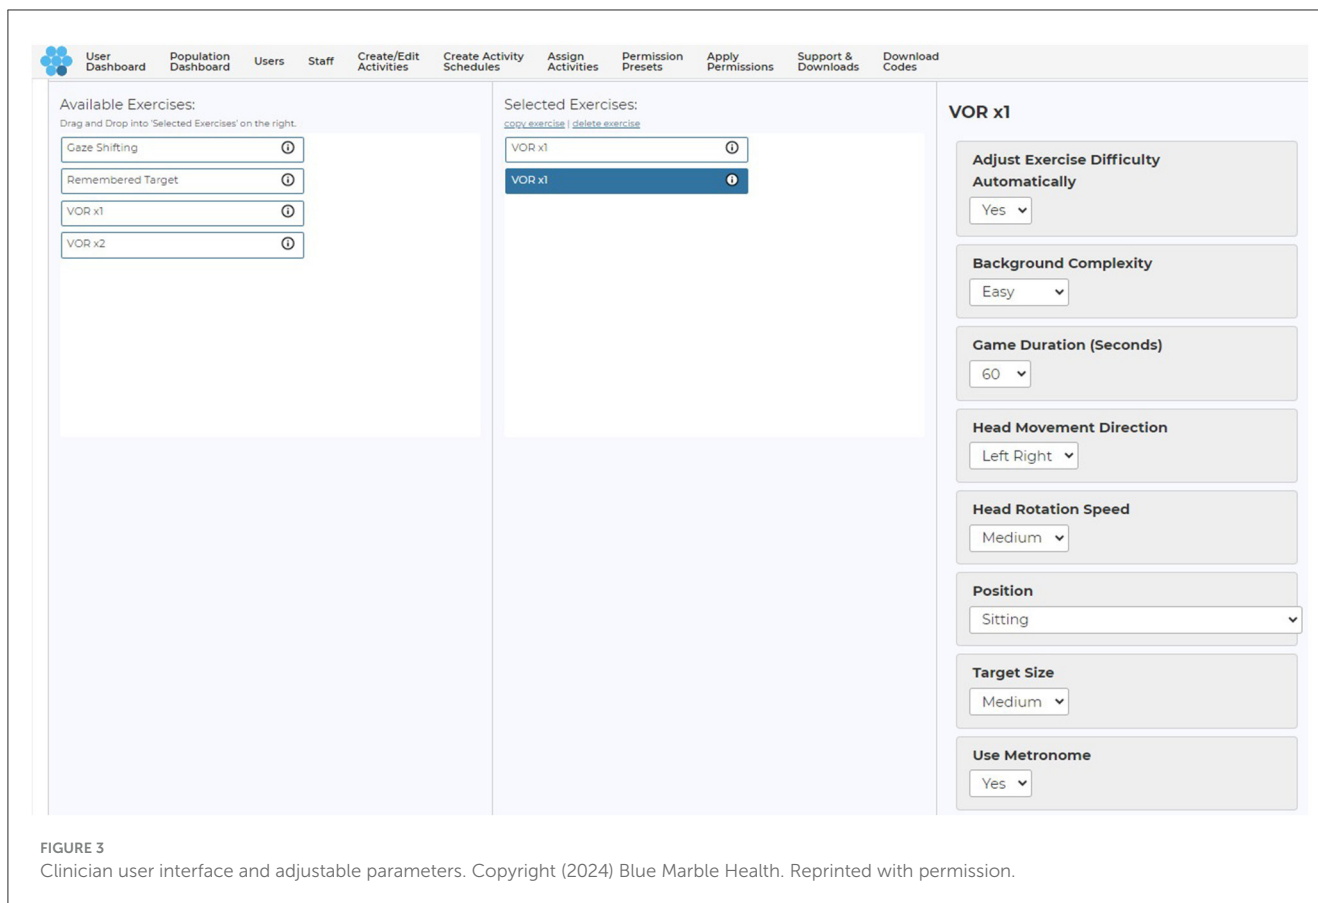 User Dashboard
Population Dashboard
Users
Staff
Create/Edit Activities
Create Activity Schedules
Assign Activities
Permission Presets
Apply Permissions
Support & Downloads
Download Codes
Available Exercises:
Drag and Drop into 'Selected Exercises' on the right.
Gaze Shifting
Remembered Target
VOR x1
VOR x2
Selected Exercises:
copy exercise | delete exercise
VOR x1
VOR x1
VOR x1
Adjust Exercise Difficulty
Automatically
Yes
Background Complexity
Easy
Game Duration (Seconds)
60
Head Movement Direction
Left Right
Head Rotation Speed
Medium
Position
Sitting
Target Size
Medium
Use Metronome
Yes
FIGURE 3
Clinician user interface and adjustable parameters. Copyright (2024) Blue Marble Health. Reprinted with permission.